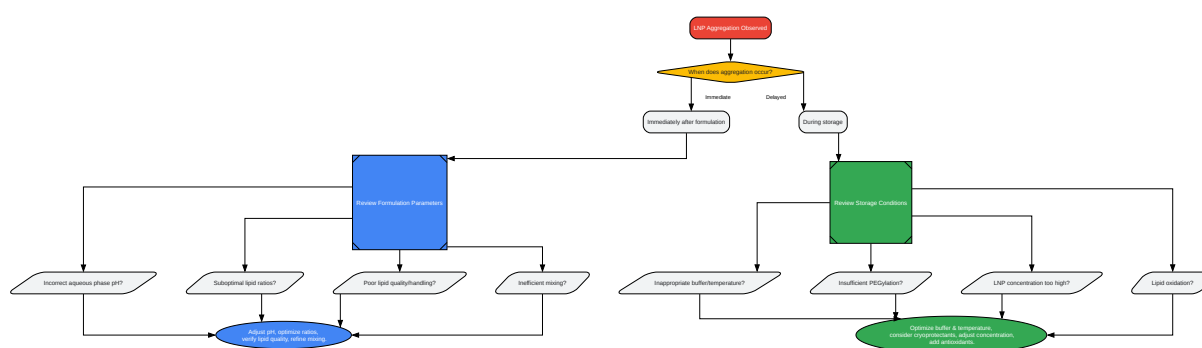 LNP Aggregation Observed
When does aggregation occur?
Immediate
Delayed
Immediately after formulation
During storage
Review Formulation Parameters
Review Storage Conditions
Incorrect aqueous phase pH?
Suboptimal lipid ratios?
Poor lipid quality/handling?
Inefficient mixing?
Inappropriate buffer/temperature?
Insufficient PEGylation?
LNP concentration too high?
Lipid oxidation?
Adjust pH, optimize ratios,
verify lipid quality, refine mixing.
Optimize buffer & temperature,
consider cryoprotectants, adjust concentration,
add antioxidants.